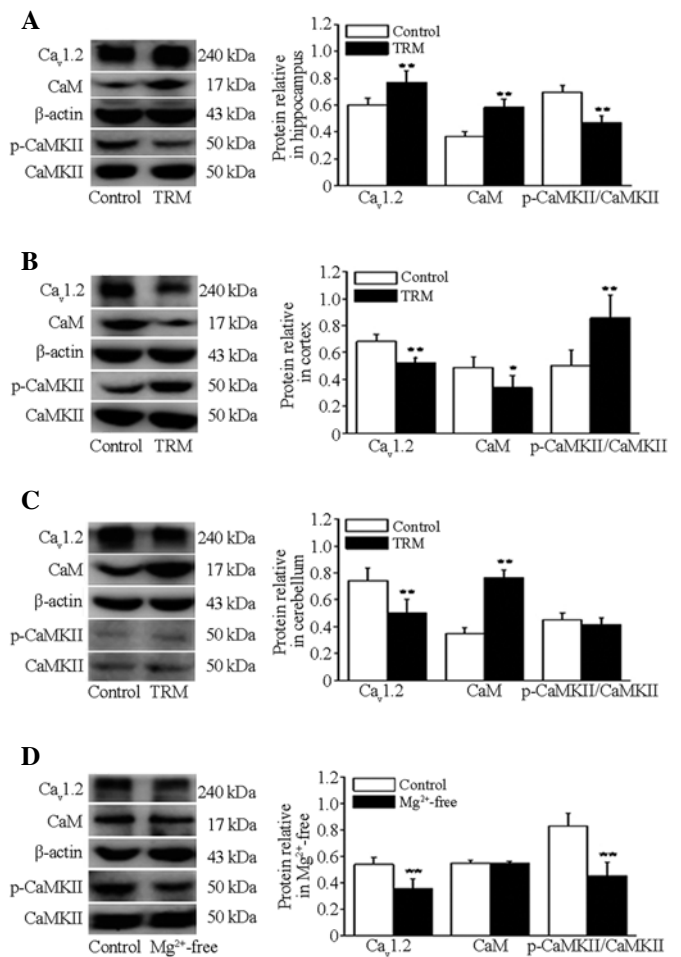 A
Caᵥ1.2 240 kDa
CaM 17 kDa
β-actin 43 kDa
p-CaMKII 50 kDa
CaMKII 50 kDa
Control TRM
Protein relative
in hippocampus
1.2
1.0
0.8
0.6
0.4
0.2
0
Control
TRM
**
**
**
Caᵥ1.2 CaM p-CaMKII/CaMKII
B
Caᵥ1.2 240 kDa
CaM 17 kDa
β-actin 43 kDa
p-CaMKII 50 kDa
CaMKII 50 kDa
Control TRM
Protein relative
in cortex
1.2
1.0
0.8
0.6
0.4
0.2
0
Control
TRM
**
*
**
Caᵥ1.2 CaM p-CaMKII/CaMKII
C
Caᵥ1.2 240 kDa
CaM 17 kDa
β-actin 43 kDa
p-CaMKII 50 kDa
CaMKII 50 kDa
Control TRM
Protein relative
in cerebellum
1.2
1.0
0.8
0.6
0.4
0.2
0
Control
TRM
**
**
Caᵥ1.2 CaM p-CaMKII/CaMKII
D
Caᵥ1.2 240 kDa
CaM 17 kDa
β-actin 43 kDa
p-CaMKII 50 kDa
CaMKII 50 kDa
Control Mg²⁺-free
Protein relative
in Mg²⁺-free
1.2
1.0
0.8
0.6
0.4
0.2
0
Control
Mg²⁺-free
**
**
Caᵥ1.2 CaM p-CaMKII/CaMKII